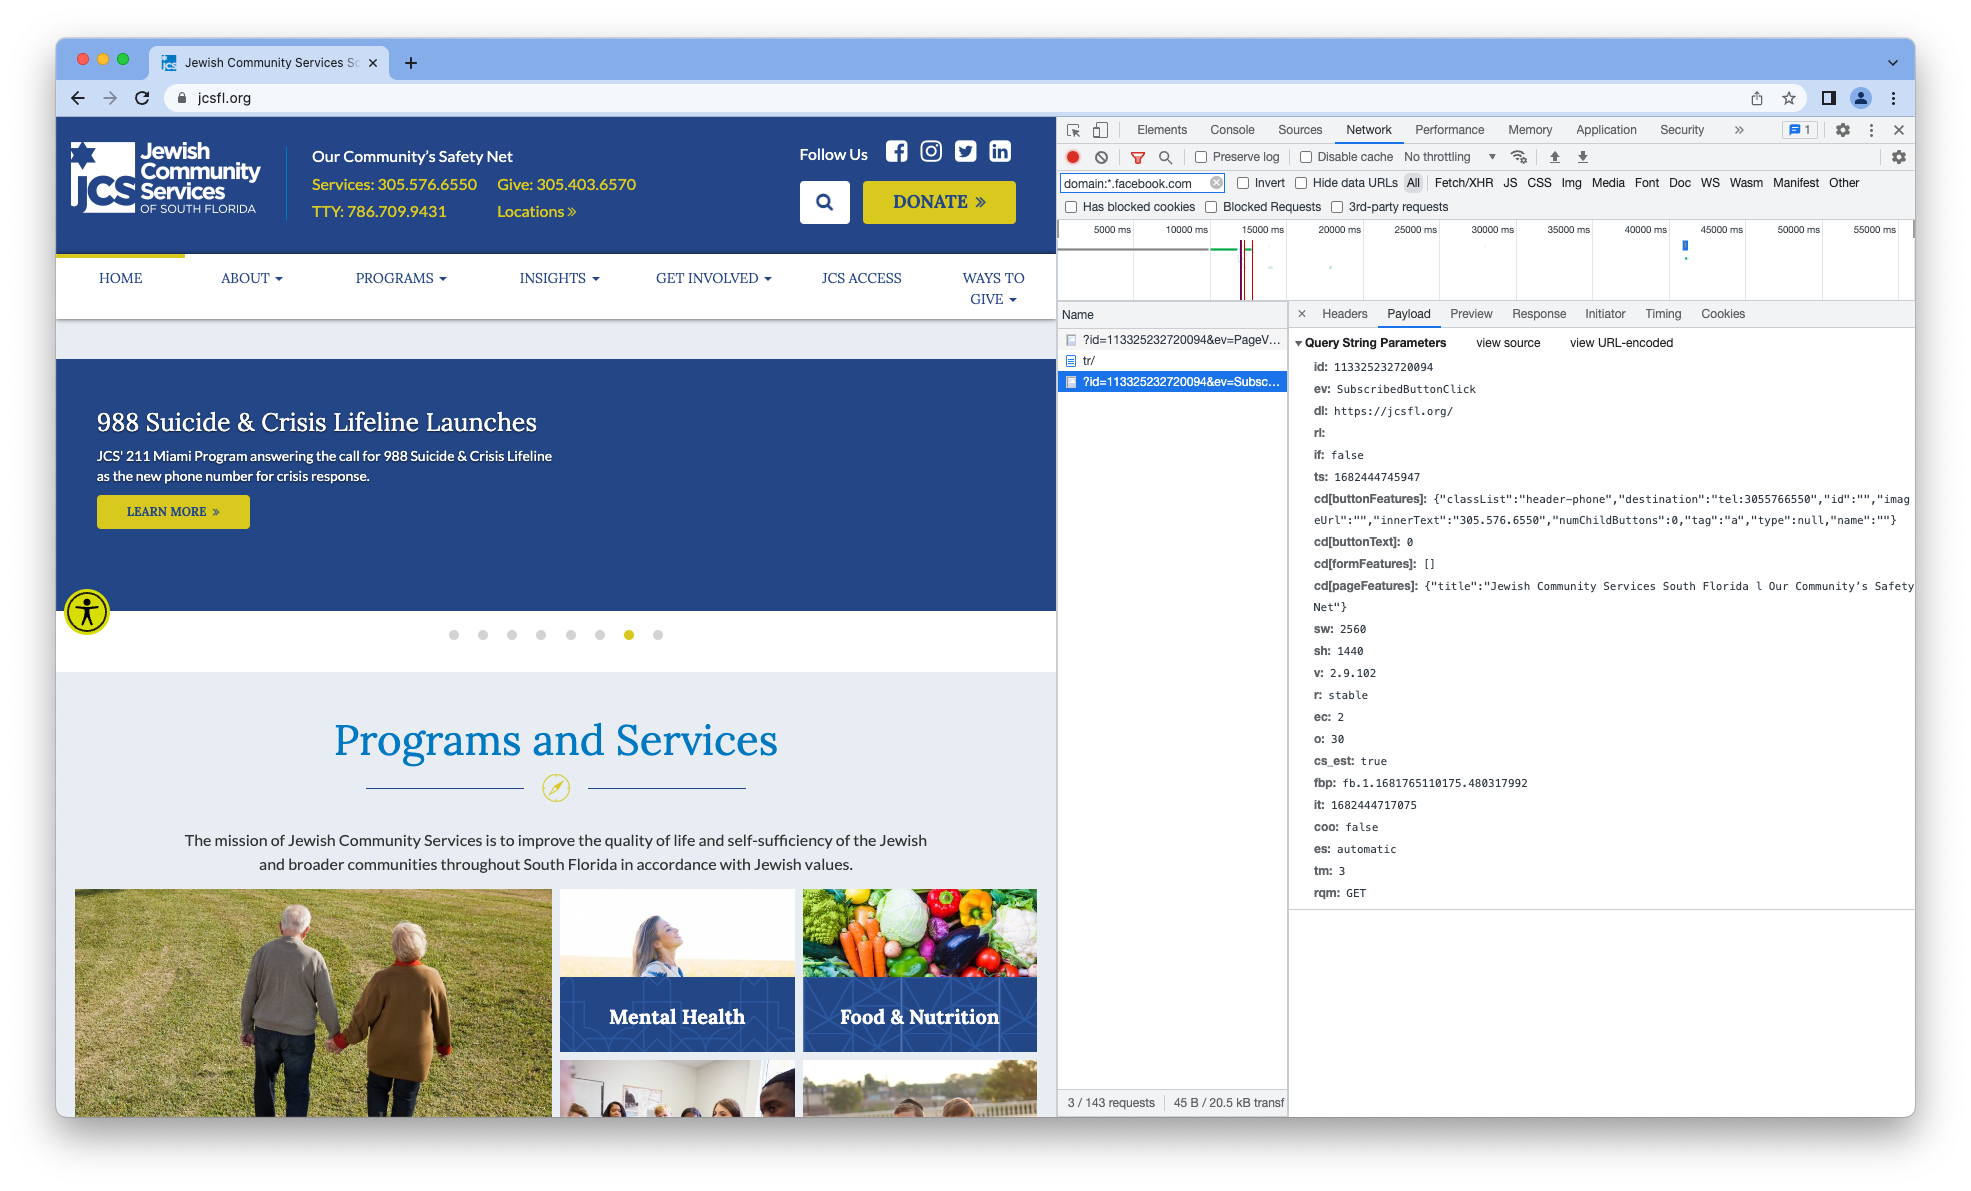 Jewish Community Services So
jcsfl.org
JCS
Jewish
Community
Services
OF SOUTH FLORIDA
Our Community’s Safety Net
Services: 305.576.6550 Give: 305.403.6570
TTY: 786.709.9431 Locations »
Follow Us
DONATE »
HOME ABOUT PROGRAMS INSIGHTS GET INVOLVED JCS ACCESS WAYS TO
GIVE
988 Suicide & Crisis Lifeline Launches
JCS' 211 Miami Program answering the call for 988 Suicide & Crisis Lifeline
as the new phone number for crisis response.
LEARN MORE »
Programs and Services
The mission of Jewish Community Services is to improve the quality of life and self-sufficiency of the Jewish
and broader communities throughout South Florida in accordance with Jewish values.
Mental Health
Food & Nutrition
Elements Console Sources Network Performance Memory Application Security » 1
Preserve log Disable cache No throttling
domain:*.facebook.com Invert Hide data URLs All Fetch/XHR JS CSS Img Media Font Doc WS Wasm Manifest Other
Has blocked cookies Blocked Requests 3rd-party requests
5000 ms 10000 ms 15000 ms 20000 ms 25000 ms 30000 ms 35000 ms 40000 ms 45000 ms 50000 ms 55000 ms
Name
?id=113325232720094&ev=PageV...
tr/
?id=113325232720094&ev=Subsc...
3 / 143 requests 45 B / 20.5 kB transf
Headers Payload Preview Response Initiator Timing Cookies
Query String Parameters view source view URL-encoded
id: 113325232720094
ev: SubscribedButtonClick
dl: https://jcsfl.org/
rl:
if: false
ts: 1682444745947
cd[buttonFeatures]: {"classList":"header-phone","destination":"tel:3055766550","id":"","imag
eUrl":"","innerText":"305.576.6550","numChildButtons":0,"tag":"a","type":null,"name":""}
cd[buttonText]: 0
cd[formFeatures]: []
cd[pageFeatures]: {"title":"Jewish Community Services South Florida l Our Community’s Safety
Net"}
sw: 2560
sh: 1440
v: 2.9.102
r: stable
ec: 2
o: 30
cs_est: true
fbp: fb.1.1681765110175.480317992
it: 1682444717075
coo: false
es: automatic
tm: 3
rqm: GET